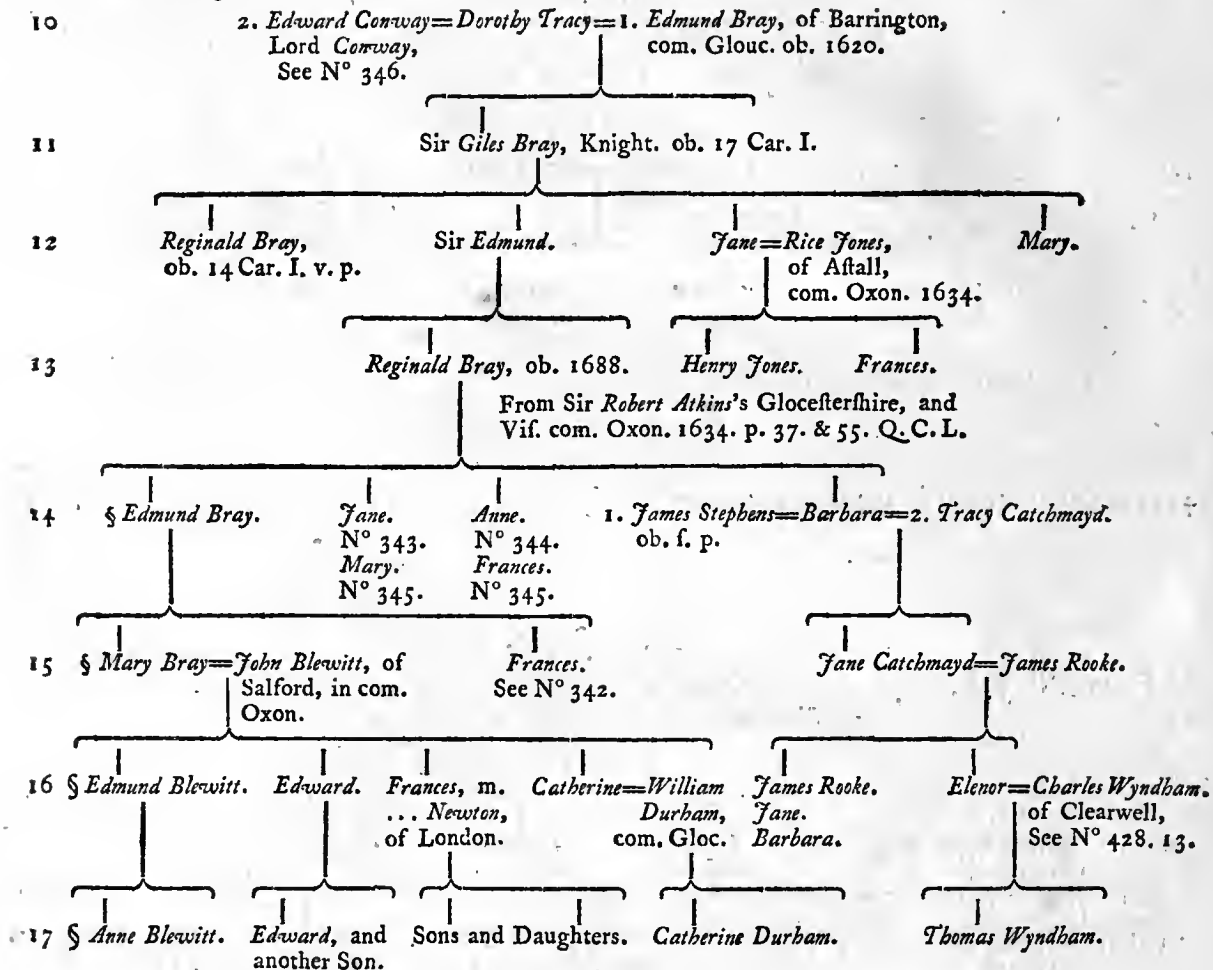 10 2. Edward Conway=Dorothy Tracy=1. Edmund Bray, of Barrington,
Lord Conway, com. Glouc. ob. 1620.
See N° 346.
11 Sir Giles Bray, Knight. ob. 17 Car. I.
12 Reginald Bray, Sir Edmund. Jane=Rice Jones, Mary.
ob. 14 Car. I. v. p. of Aſtall,
com. Oxon. 1634.
13 Reginald Bray, ob. 1688. Henry Jones. Frances.
From Sir Robert Atkins's Gloceſterſhire, and
Viſ. com. Oxon. 1634. p. 37. & 55. Q. C. L.
14 § Edmund Bray. Jane. Anne. 1. James Stephens=Barbara=2. Tracy Catchmayd.
N° 343. N° 344. ob. ſ. p.
Mary. Frances.
N° 345. N° 345.
15 § Mary Bray=John Blewitt, of Frances. Jane Catchmayd=James Rooke.
Salford, in com. See N° 342.
Oxon.
16 § Edmund Blewitt. Edward. Frances, m. Catherine=William James Rooke. Elenor=Charles Wyndham.
... Newton, Durham, Jane. of Clearwell,
of London. com. Gloc. Barbara. See N° 428. 13.
17 § Anne Blewitt. Edward, and Sons and Daughters. Catherine Durham. Thomas Wyndham.
another Son.